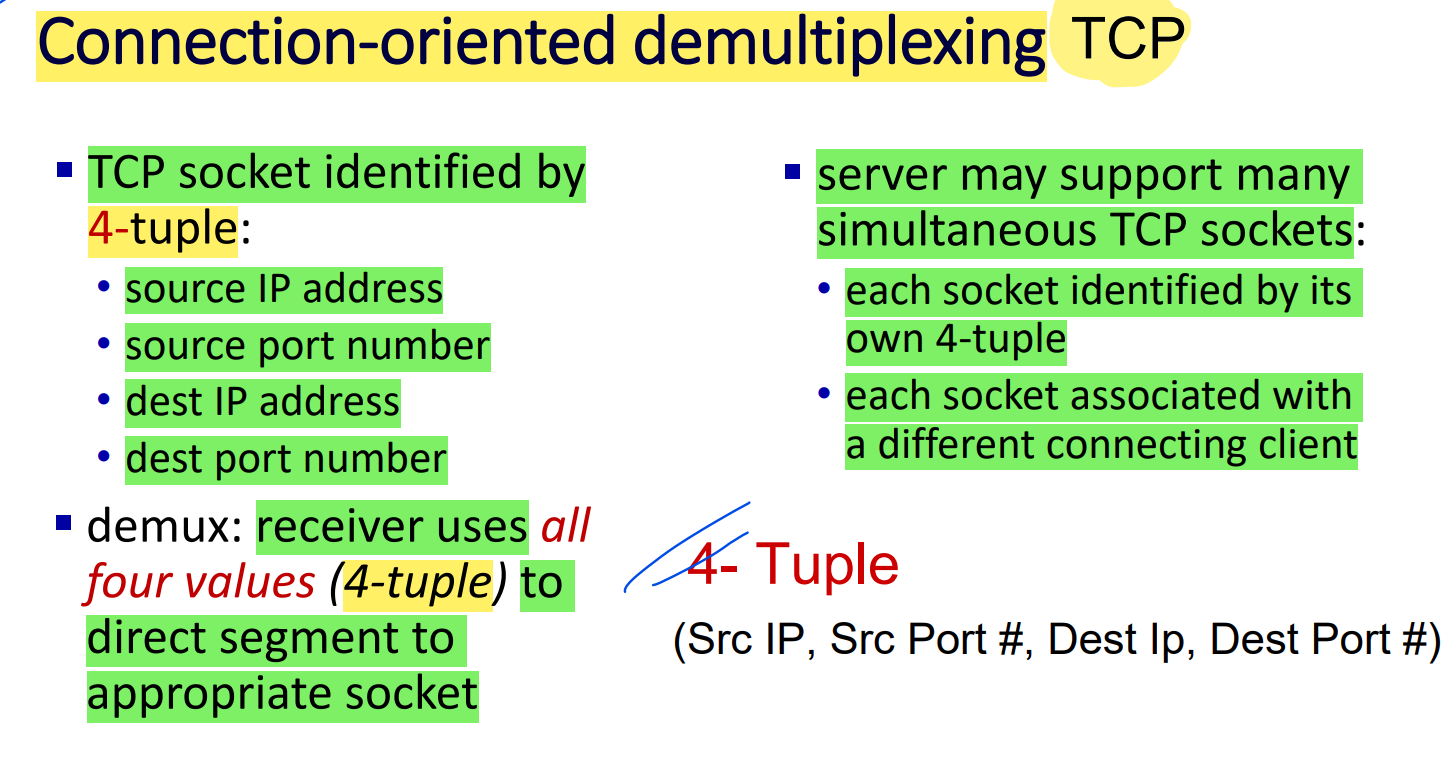 Connection-oriented demultiplexing TCP
TCP socket identified by
4-tuple:
• source IP address
• source port number
• dest IP address
• dest port number
demux: receiver uses all
four values (4-tuple) to
direct segment to
appropriate socket
server may support many
simultaneous TCP sockets:
• each socket identified by its
own 4-tuple
• each socket associated with
a different connecting client
4- Tuple
(Src IP, Src Port #, Dest Ip, Dest Port #)